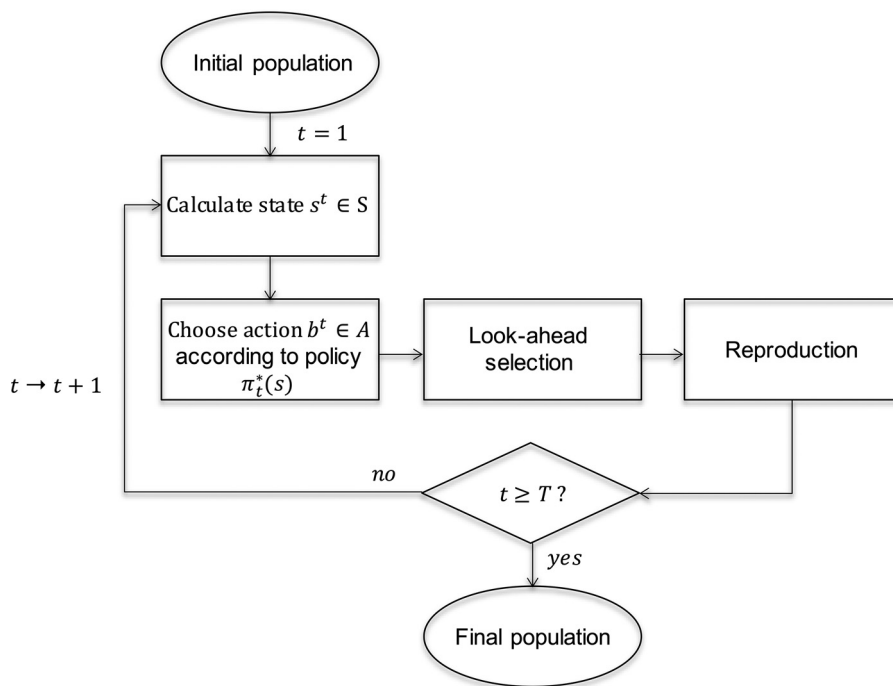 Initial population
t = 1
Calculate state s^t ∈ S
Choose action b^t ∈ A
according to policy
π_t^*(s)
Look-ahead
selection
Reproduction
t → t + 1
no
t ≥ T ?
yes
Final population